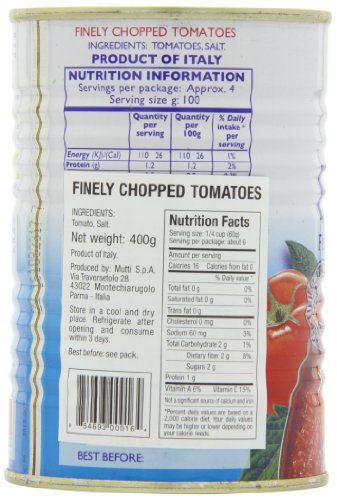 FINELY CHOPPED TOMATOES
INGREDIENTS: TOMATOES, SALT.
PRODUCT OF ITALY
NUTRITION INFORMATION
Servings per package: Approx. 4
Serving size g: 100
Quantity per serving
Quantity per 100g
% Daily intake * per serving
Energy (KJ)/(Cal) 110 26 110 26 1%
Protein (g) 1.2 1.2 2%
FINELY CHOPPED TOMATOES
INGREDIENTS:
Tomato, Salt.
Net weight: 400g
Product of Italy.
Produced by: Mutti S.p.A.
Via Traversetolo 28
43022 Montechiarugolo
Parma - Italia
Store in a cool and dry
place. Refrigerate after
opening and consume
within 3 days.
Best before: see pack.
54693 00016
Nutrition Facts
Serving size: 1/4 cup (60g)
Serving per package: about 6
Calories 16 Calories from fat 0
% Daily value*
Total fat 0 g 0%
Saturated fat 0 g 0%
Trans fat 0 g
Cholesterol 0 mg 0%
Sodium 60 mg 3%
Total Carbohydrate 2 g 1%
Dietary fiber 2 g 8%
Sugars 2 g
Protein 1 g
Vitamin A 6% Vitamin C 15%
Not a significant source of calcium and iron
*Percent daily values are based on a
2,000 calorie diet. Your daily values
may be higher or lower depending on
your calorie needs.
BEST BEFORE: